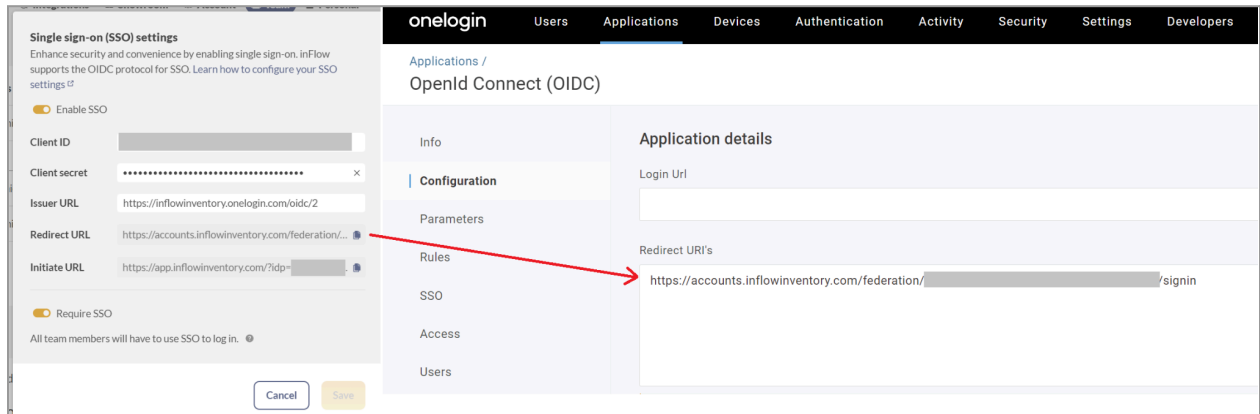 Integrations
Showroom
Account
Team
Personal
Single sign-on (SSO) settings
Enhance security and convenience by enabling single sign-on. inFlow
supports the OIDC protocol for SSO. Learn how to configure your SSO
settings
Enable SSO
Client ID
Client secret ••••••••••••••••••••••••••••••••••••
Issuer URL https://inflowinventory.onelogin.com/oidc/2
Redirect URL https://accounts.inflowinventory.com/federation/...
Initiate URL https://app.inflowinventory.com/?idp=
Require SSO
All team members will have to use SSO to log in.
Cancel
Save
onelogin
Users
Applications
Devices
Authentication
Activity
Security
Settings
Developers
Applications /
OpenId Connect (OIDC)
Info
Configuration
Parameters
Rules
SSO
Access
Users
Application details
Login Url
Redirect URI's
https://accounts.inflowinventory.com/federation/ /signin